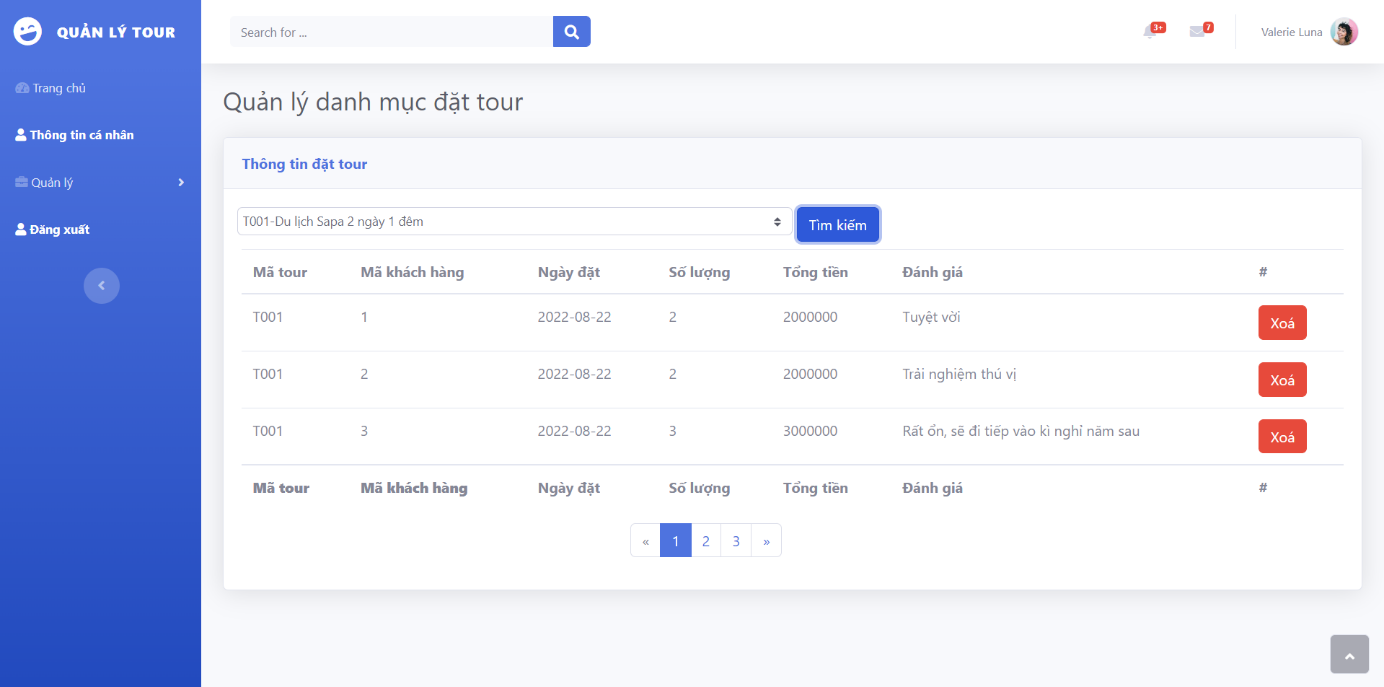 QUẢN LÝ TOUR
Search for ...
3+
7
Valerie Luna
Trang chủ
Thông tin cá nhân
Quản lý
Đăng xuất
Quản lý danh mục đặt tour
Thông tin đặt tour
T001-Du lịch Sapa 2 ngày 1 đêm
Tìm kiếm
Mã tour Mã khách hàng Ngày đặt Số lượng Tổng tiền Đánh giá #
T001 1 2022-08-22 2 2000000 Tuyệt vời Xoá
T001 2 2022-08-22 2 2000000 Trải nghiệm thú vị Xoá
T001 3 2022-08-22 3 3000000 Rất ổn, sẽ đi tiếp vào kì nghỉ năm sau Xoá
Mã tour Mã khách hàng Ngày đặt Số lượng Tổng tiền Đánh giá #
« 1 2 3 »